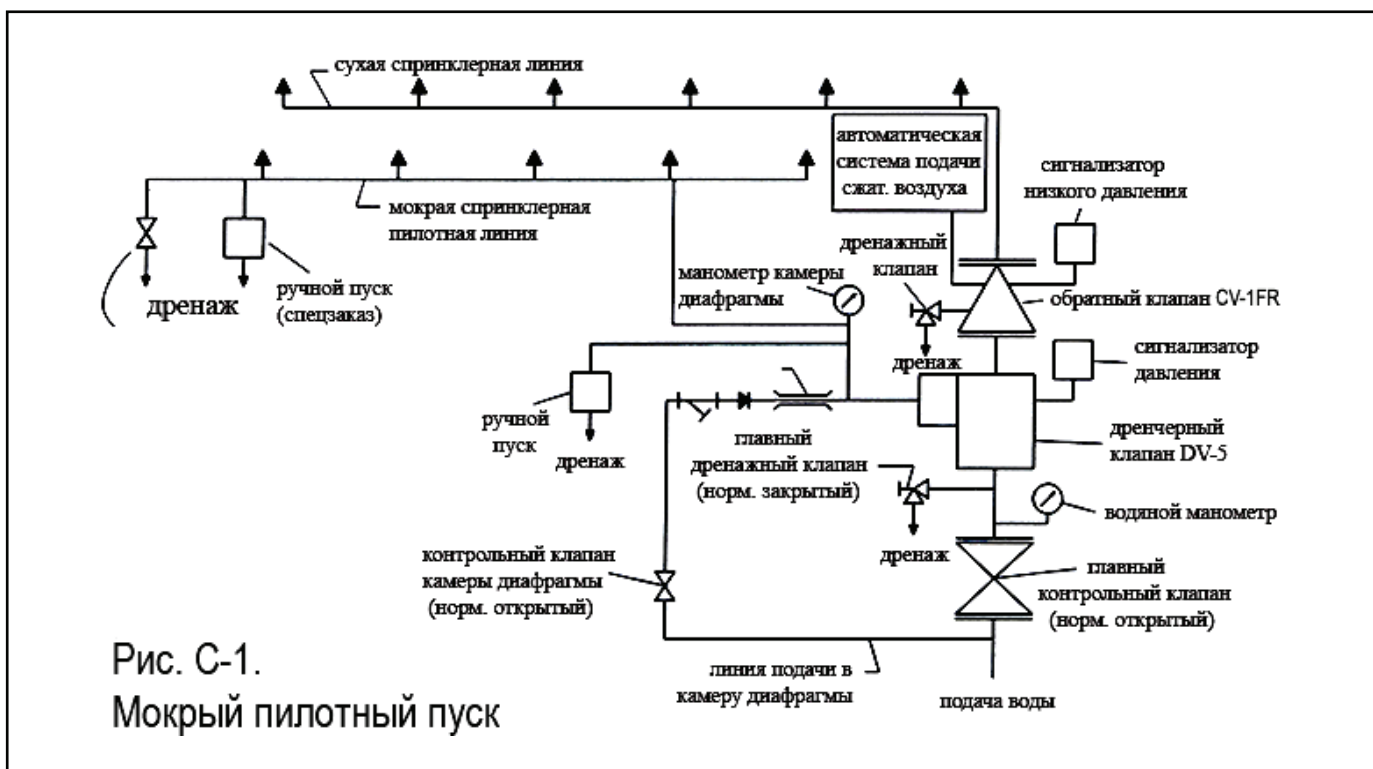 сухая спринклерная линия
автоматическая
система подачи
сжат. воздуха
сигнализатор
низкого давления
мокрая спринклерная
пилотная линия
дренажный
клапан
дренаж
ручной пуск
(спецзаказ)
манометр камеры
диафрагмы
обратный клапан CV-1FR
дренаж
сигнализатор
давления
ручной
пуск
дренаж
главный
дренажный клапан
(норм. закрытый)
дренчерный
клапан DV-5
водяной манометр
дренаж
контрольный клапан
камеры диафрагмы
(норм. открытый)
главный
контрольный клапан
(норм. открытый)
линия подачи в
камеру диафрагмы
подача воды
Рис. С-1.
Мокрый пилотный пуск